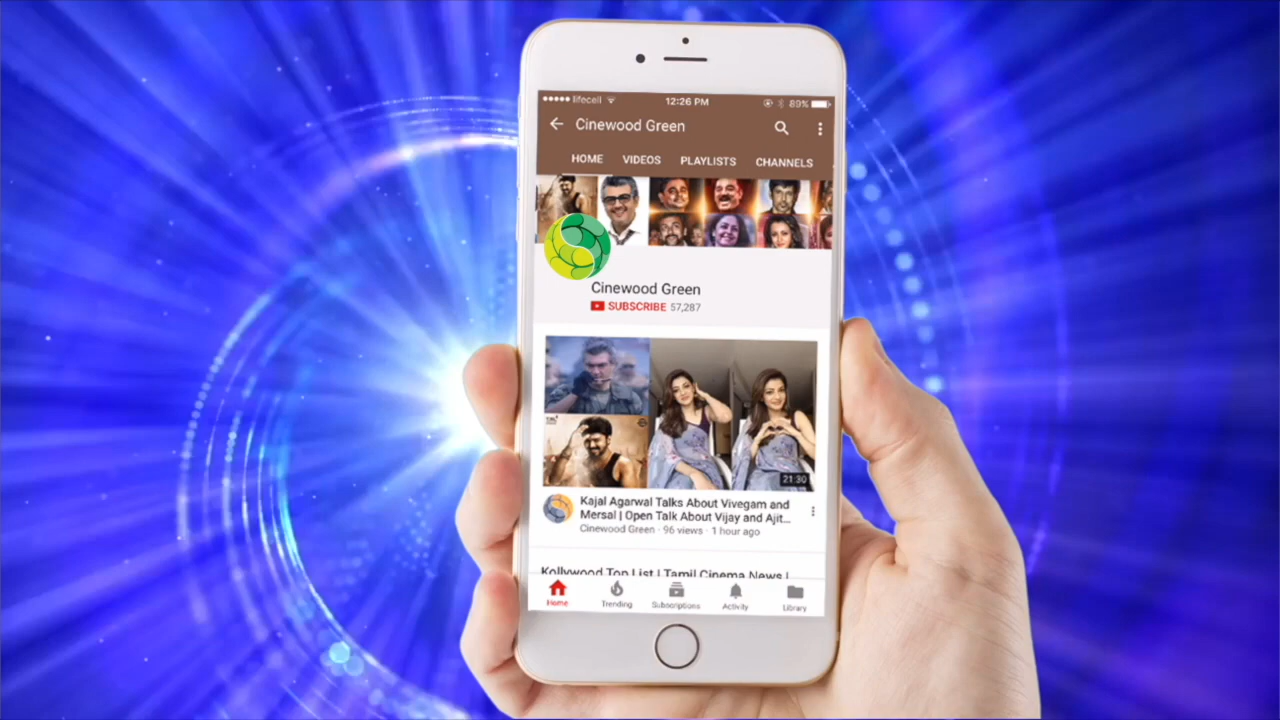 lifecell 12:26 PM 89%
Cinewood Green
HOME VIDEOS PLAYLISTS CHANNELS
Cinewood Green
SUBSCRIBE 57,287
21:30
Kajal Agarwal Talks About Vivegam and
Mersal | Open Talk About Vijay and Ajit...
Cinewood Green · 96 views · 1 hour ago
Kollywood Top List | Tamil Cinema News |
Home Trending Subscriptions Activity Library